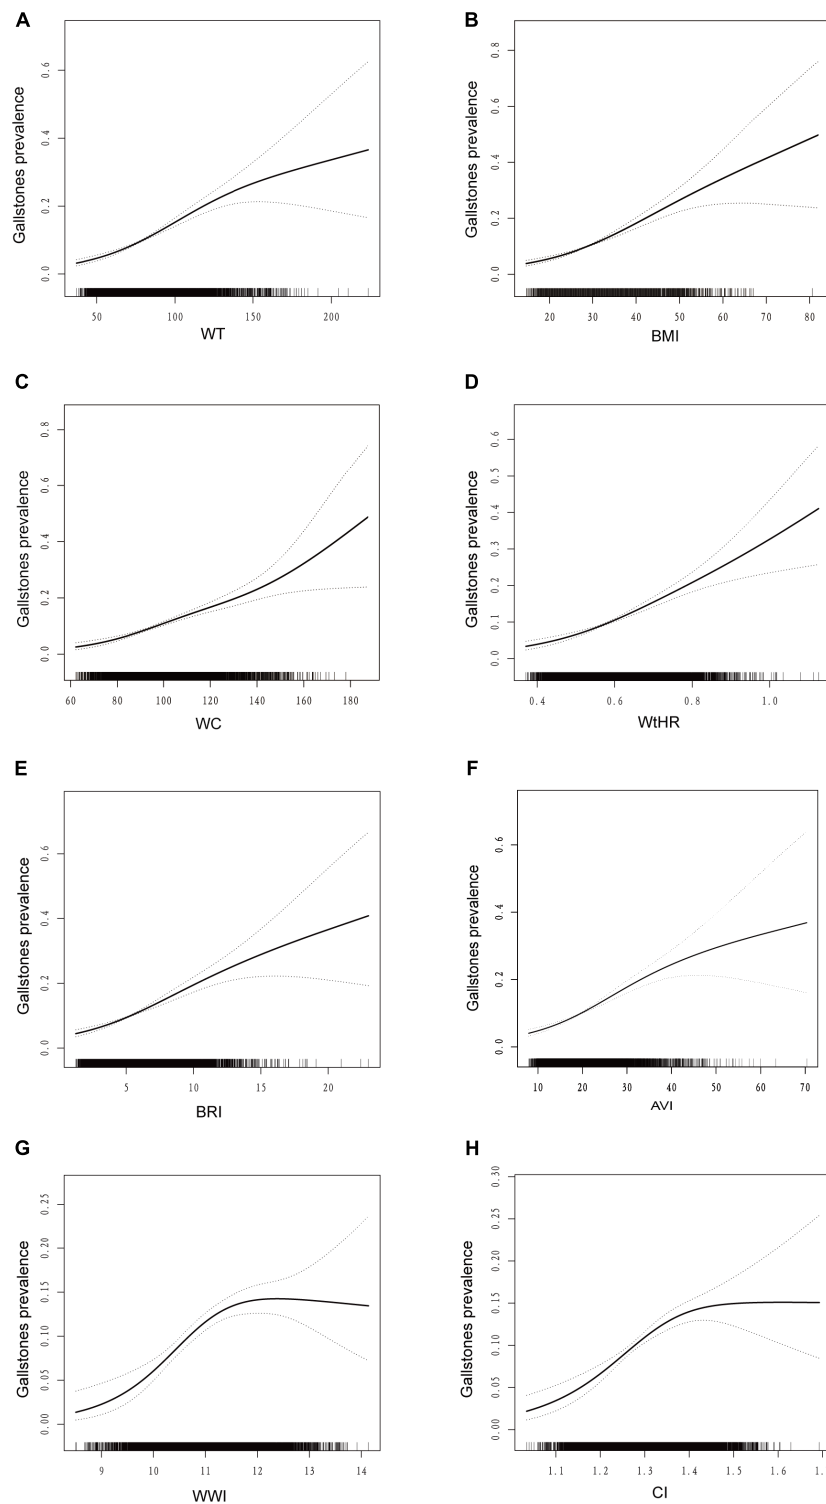 A
Gallstones prevalence
0.0 0.2 0.4 0.6
50 100 150 200
WT
B
Gallstones prevalence
0.0 0.2 0.4 0.6 0.8
20 30 40 50 60 70 80
BMI
C
Gallstones prevalence
0.0 0.2 0.4 0.6 0.8
60 80 100 120 140 160 180
WC
D
Gallstones prevalence
0.0 0.1 0.2 0.3 0.4 0.5 0.6
0.4 0.6 0.8 1.0
WtHR
E
Gallstones prevalence
0.0 0.2 0.4 0.6
5 10 15 20
BRI
F
Gallstones prevalence
0.0 0.2 0.4 0.6
10 20 30 40 50 60 70
AVI
G
Gallstones prevalence
0.00 0.05 0.10 0.15 0.20 0.25
9 10 11 12 13 14
WWI
H
Gallstones prevalence
0.00 0.05 0.10 0.15 0.20 0.25 0.30
1.1 1.2 1.3 1.4 1.5 1.6
CI